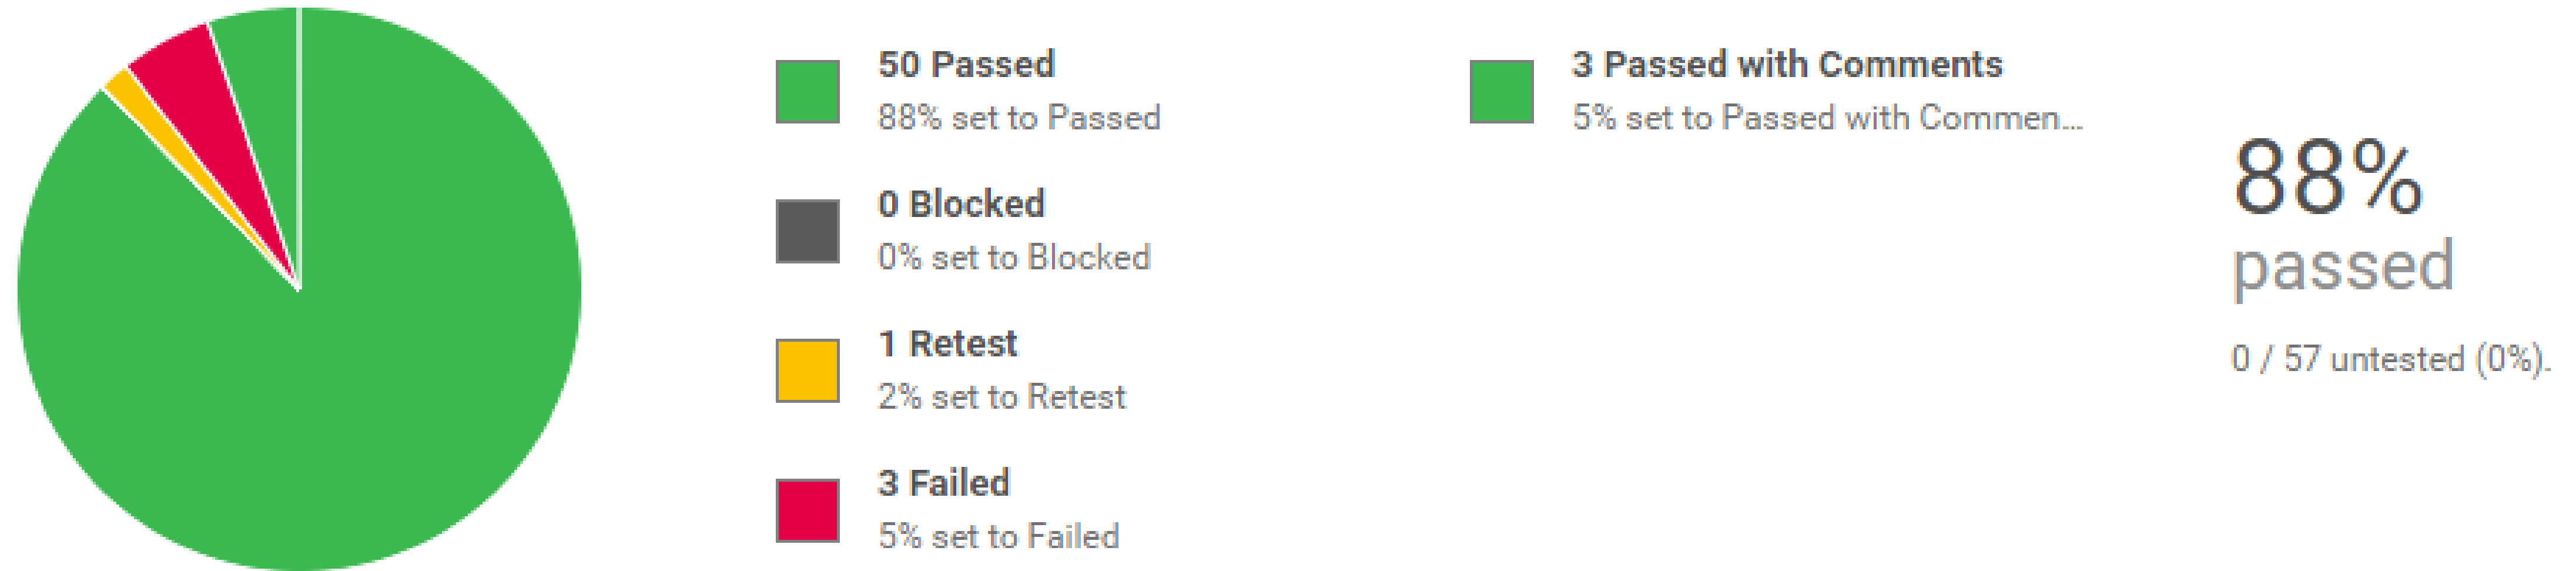 50 Passed
88% set to Passed
0 Blocked
0% set to Blocked
1 Retest
2% set to Retest
3 Failed
5% set to Failed
3 Passed with Comments
5% set to Passed with Commen...
88%
passed
0 / 57 untested (0%).